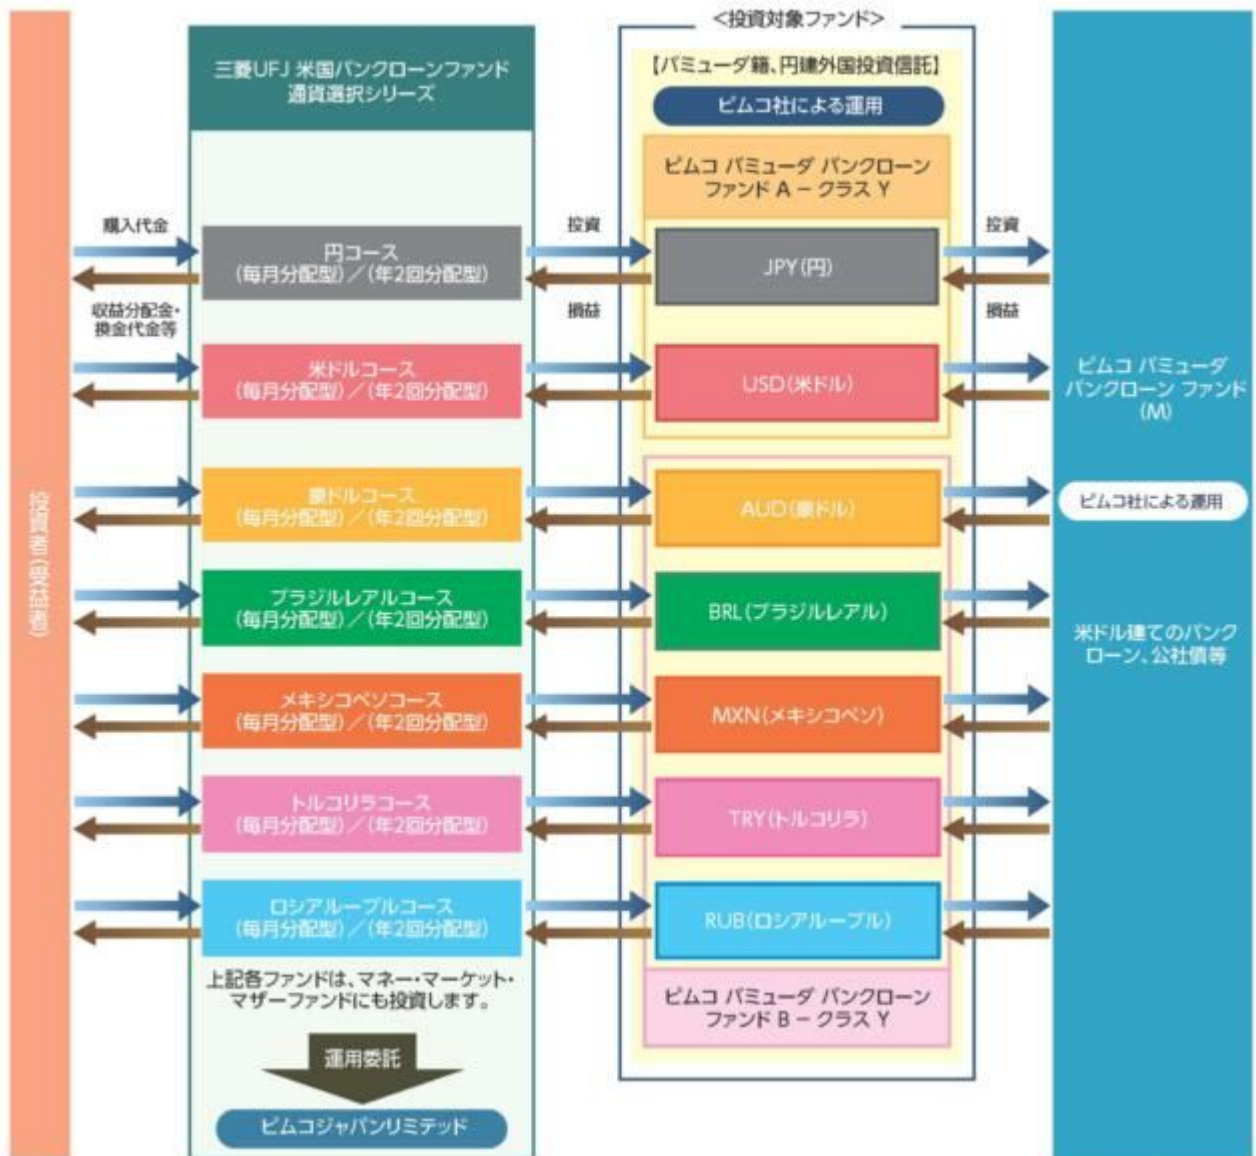 <投資対象ファンド>
三菱UFJ 米国バンクローンファンド
通貨選択シリーズ
【バミューダ籍、円建外国投資信託】
ピムコ社による運用
ピムコ バミューダ バンクローン
ファンド A － クラス Y
購入代金
投資
投資
円コース
(毎月分配型)／(年2回分配型)
JPY(円)
収益分配金・
換金代金等
損益
損益
米ドルコース
(毎月分配型)／(年2回分配型)
USD(米ドル)
ピムコ バミューダ
バンクローン ファンド
(M)
投資者(受益者)
豪ドルコース
(毎月分配型)／(年2回分配型)
AUD(豪ドル)
ピムコ社による運用
ブラジルレアルコース
(毎月分配型)／(年2回分配型)
BRL(ブラジルレアル)
米ドル建てのバンク
ローン、公社債等
メキシコペソコース
(毎月分配型)／(年2回分配型)
MXN(メキシコペソ)
トルコリラコース
(毎月分配型)／(年2回分配型)
TRY(トルコリラ)
ロシアルーブルコース
(毎月分配型)／(年2回分配型)
RUB(ロシアルーブル)
上記各ファンドは、マネー・マーケット・
マザーファンドにも投資します。
ピムコ バミューダ バンクローン
ファンド B － クラス Y
運用委託
ピムコジャパンリミテッド